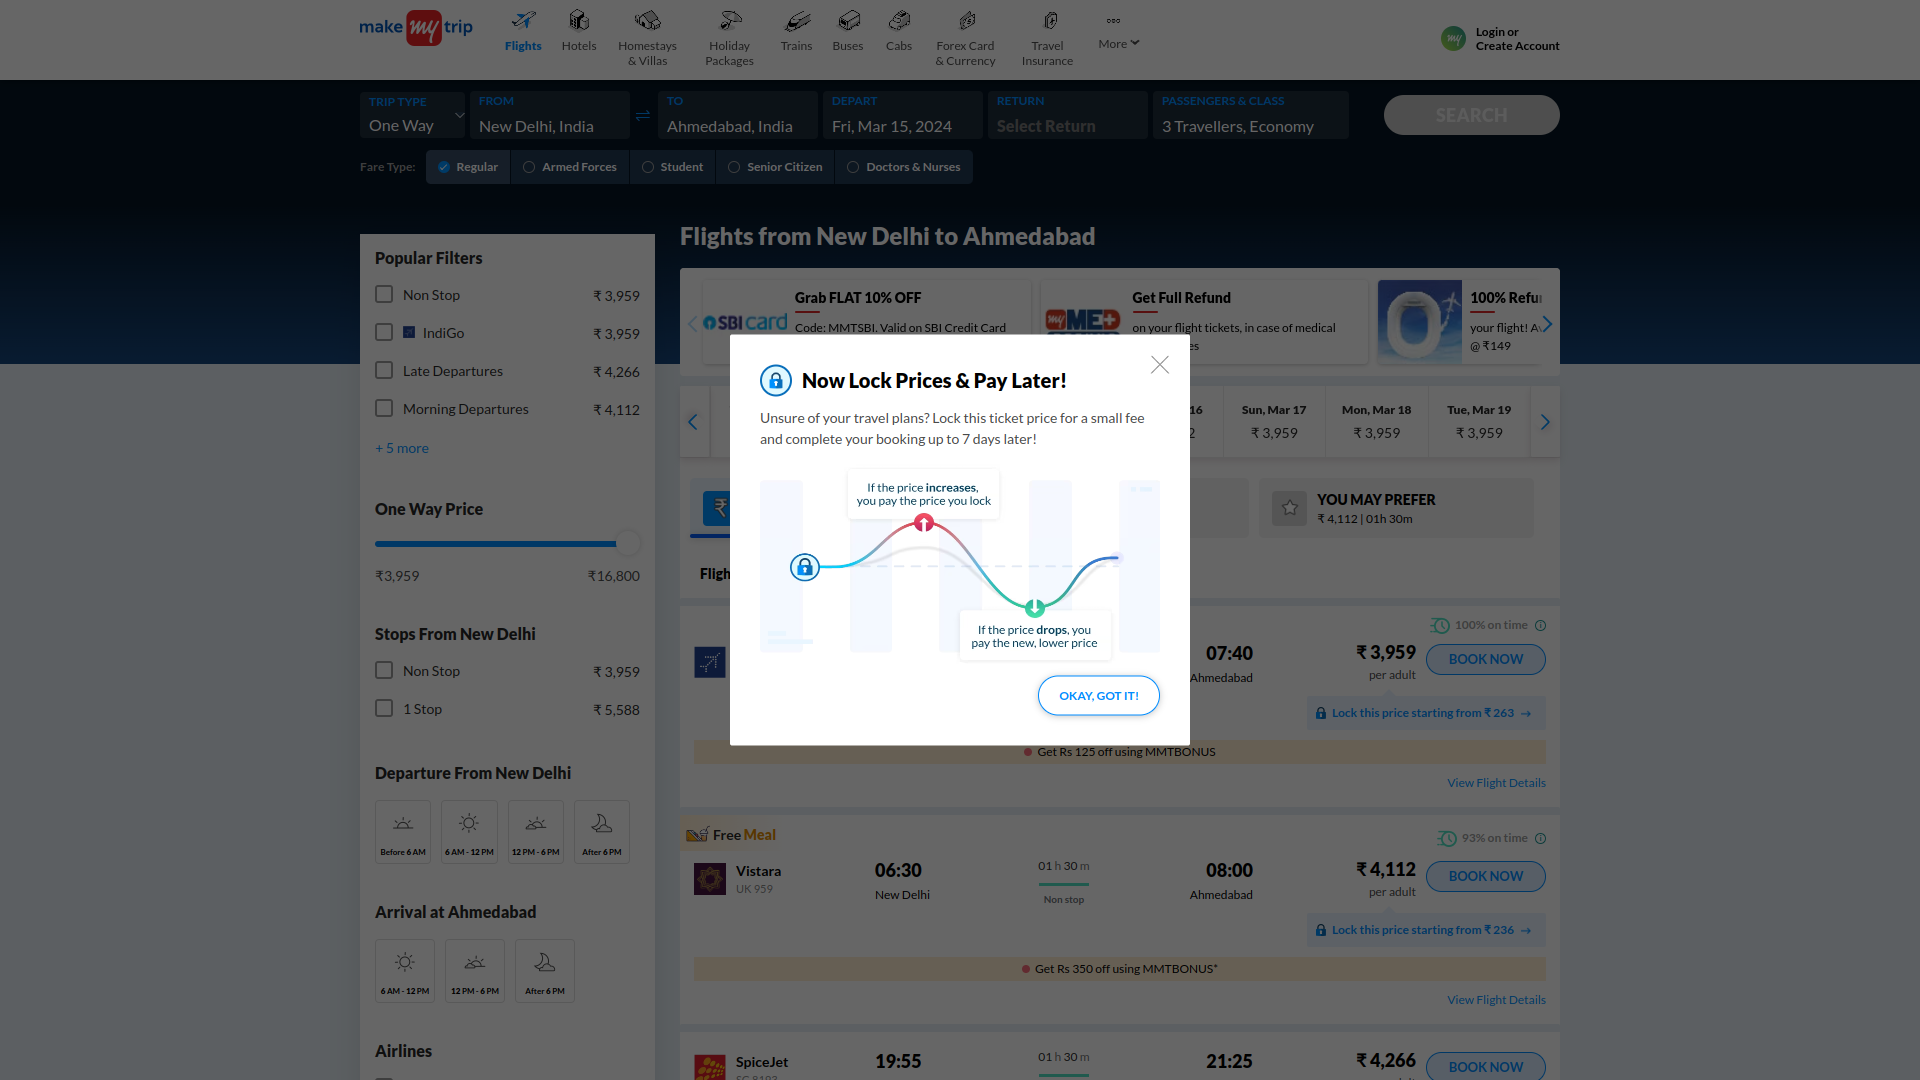 make my trip
Flights
Hotels
Homestays
& Villas
Holiday
Packages
Trains
Buses
Cabs
Forex Card
& Currency
Travel
Insurance
More
my
Login or
Create Account
TRIP TYPE
One Way
FROM
New Delhi, India
TO
Ahmedabad, India
DEPART
Fri, Mar 15, 2024
RETURN
Select Return
PASSENGERS & CLASS
3 Travellers, Economy
SEARCH
Fare Type:
Regular
Armed Forces
Student
Senior Citizen
Doctors & Nurses
Popular Filters
Non Stop ₹ 3,959
IndiGo ₹ 3,959
Late Departures ₹ 4,266
Morning Departures ₹ 4,112
+ 5 more
One Way Price
₹3,959 ₹16,800
Stops From New Delhi
Non Stop ₹ 3,959
1 Stop ₹ 5,588
Departure From New Delhi
Before 6 AM
6 AM - 12 PM
12 PM - 6 PM
After 6 PM
Arrival at Ahmedabad
6 AM - 12 PM
12 PM - 6 PM
After 6 PM
Airlines
Flights from New Delhi to Ahmedabad
SBI card
Grab FLAT 10% OFF
Code: MMTSBI. Valid on SBI Credit Card
my ME+
Get Full Refund
on your flight tickets, in case of medical
es
100% Refu
your flight! A
@ ₹149
16
2
Sun, Mar 17
₹ 3,959
Mon, Mar 18
₹ 3,959
Tue, Mar 19
₹ 3,959
₹
YOU MAY PREFER
₹ 4,112 | 01h 30m
Fligh
Now Lock Prices & Pay Later!
Unsure of your travel plans? Lock this ticket price for a small fee
and complete your booking up to 7 days later!
If the price increases,
you pay the price you lock
If the price drops, you
pay the new, lower price
OKAY, GOT IT!
100% on time
07:40
Ahmedabad
₹ 3,959
per adult
BOOK NOW
Lock this price starting from ₹ 263 →
Get Rs 125 off using MMTBONUS
View Flight Details
Free Meal
93% on time
Vistara
UK 959
06:30
New Delhi
01 h 30 m
Non stop
08:00
Ahmedabad
₹ 4,112
per adult
BOOK NOW
Lock this price starting from ₹ 236 →
Get Rs 350 off using MMTBONUS*
View Flight Details
SpiceJet
19:55
01 h 30 m
21:25
₹ 4,266
BOOK NOW